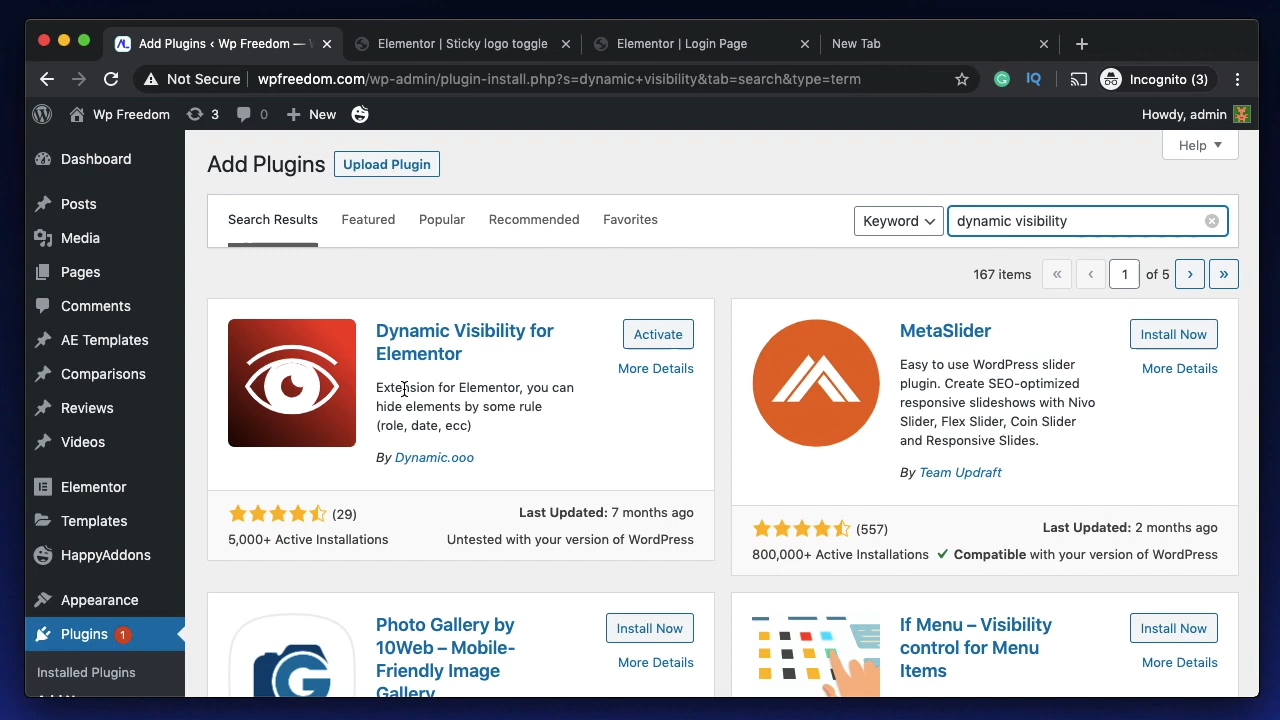 Add Plugins ‹ Wp Freedom —
Elementor | Sticky logo toggle
Elementor | Login Page
New Tab
Not Secure
wpfreedom.com/wp-admin/plugin-install.php?s=dynamic+visibility&tab=search&type=term
IQ
Incognito (3)
Wp Freedom
3
0
New
Howdy, admin
Dashboard
Posts
Media
Pages
Comments
AE Templates
Comparisons
Reviews
Videos
Elementor
Templates
HappyAddons
Appearance
Plugins 1
Installed Plugins
Add Plugins
Upload Plugin
Help
Search Results
Featured
Popular
Recommended
Favorites
Keyword
dynamic visibility
167 items
«
‹
1
of 5
›
»
Dynamic Visibility for
Elementor
Activate
More Details
Extension for Elementor, you can
hide elements by some rule
(role, date, ecc)
By Dynamic.ooo
(29)
Last Updated: 7 months ago
5,000+ Active Installations
Untested with your version of WordPress
MetaSlider
Install Now
More Details
Easy to use WordPress slider
plugin. Create SEO-optimized
responsive slideshows with Nivo
Slider, Flex Slider, Coin Slider
and Responsive Slides.
By Team Updraft
(557)
Last Updated: 2 months ago
800,000+ Active Installations
Compatible with your version of WordPress
Photo Gallery by
10Web – Mobile-
Friendly Image
Gallery
Install Now
More Details
If Menu – Visibility
control for Menu
Items
Install Now
More Details